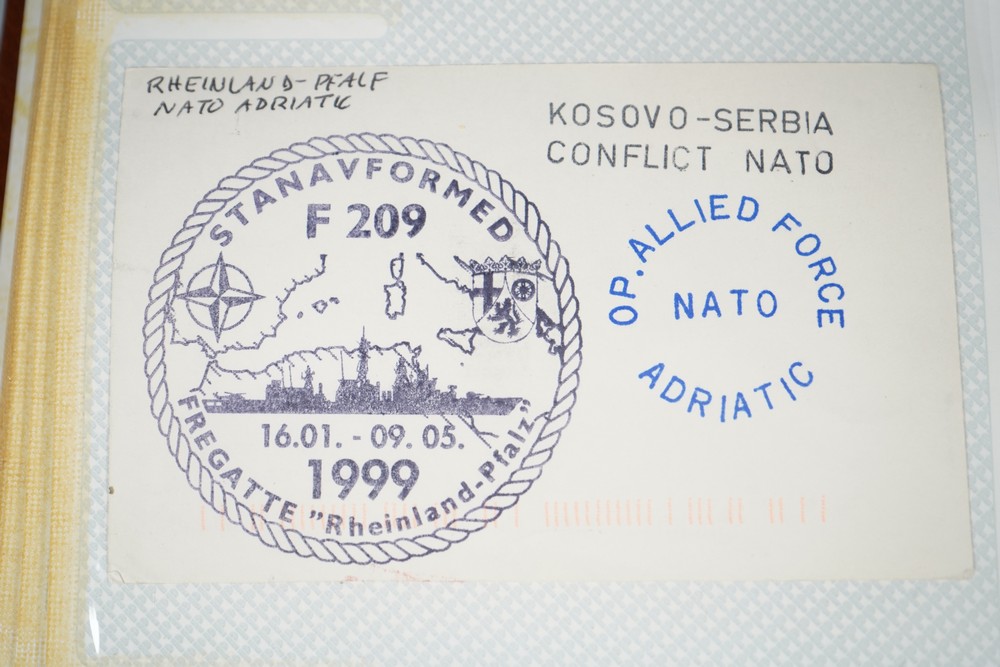 RHEINLAND-PFALF
NATO ADRIATIC
KOSOVO-SERBIA
CONFLICT NATO
STANAVFORMED
F 209
16.01. - 09. 05.
1999
FREGATTE "Rheinland-Pfalz"
OP. ALLIED FORCE
NATO
ADRIATIC